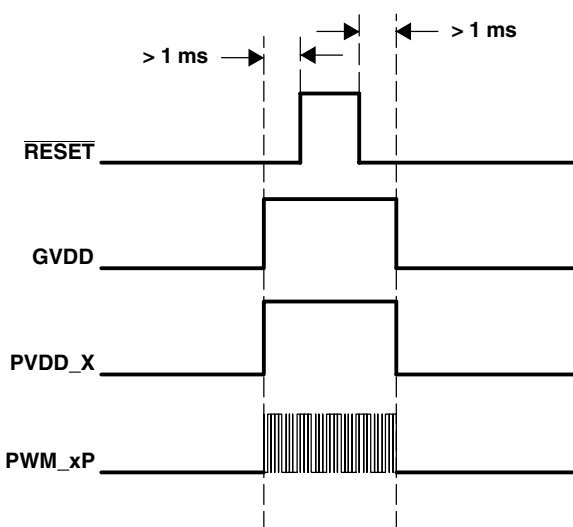 > 1 ms
> 1 ms
RESET
GVDD
PVDD_X
PWM_xP